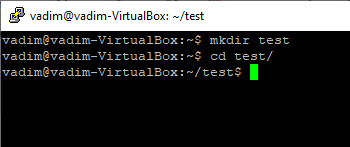 vadim@vadim-VirtualBox: ~/test
vadim@vadim-VirtualBox:~$ mkdir test
vadim@vadim-VirtualBox:~$ cd test/
vadim@vadim-VirtualBox:~/test$